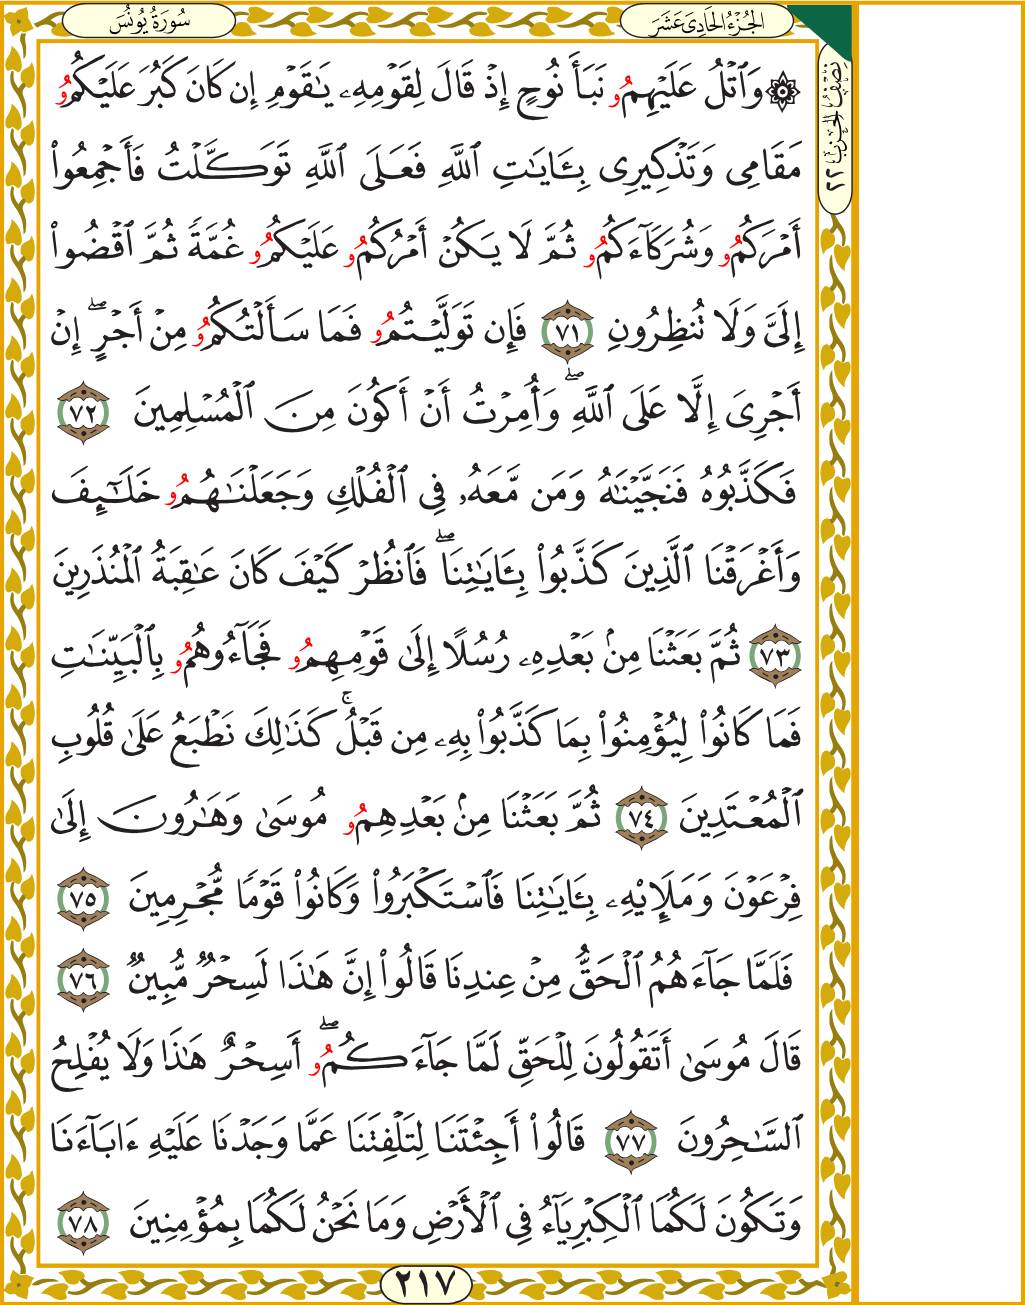 الجُزْءُ الحَادِي عَشَرَ
سُورَةُ يُونُسَ
نِصْفُ الحِزْبِ ٢٢
۞ وَٱتْلُ عَلَيْهِمُۥ نَبَأَ نُوحٍ إِذْ قَالَ لِقَوْمِهِۦ يَٰقَوْمِ إِن كَانَ كَبُرَ عَلَيْكُمُۥ
مَقَامِى وَتَذْكِيرِى بِـَٔايَٰتِ ٱللَّهِ فَعَلَى ٱللَّهِ تَوَكَّلْتُ فَأَجْمِعُوٓا۟
أَمْرَكُمُۥ وَشُرَكَآءَكُمُۥ ثُمَّ لَا يَكُنْ أَمْرُكُمُۥ عَلَيْكُمُۥ غُمَّةً ثُمَّ ٱقْضُوٓا۟
إِلَىَّ وَلَا تُنظِرُونِ ٧١ فَإِن تَوَلَّيْتُمُۥ فَمَا سَأَلْتُكُمُۥ مِنْ أَجْرٍ ۖ إِنْ
أَجْرِىَ إِلَّا عَلَى ٱللَّهِ ۖ وَأُمِرْتُ أَنْ أَكُونَ مِنَ ٱلْمُسْلِمِينَ ٧٢
فَكَذَّبُوهُ فَنَجَّيْنَٰهُ وَمَن مَّعَهُۥ فِى ٱلْفُلْكِ وَجَعَلْنَٰهُمُۥ خَلَٰٓئِفَ
وَأَغْرَقْنَا ٱلَّذِينَ كَذَّبُوا۟ بِـَٔايَٰتِنَا ۖ فَٱنظُرْ كَيْفَ كَانَ عَٰقِبَةُ ٱلْمُنذَرِينَ
٧٣ ثُمَّ بَعَثْنَا مِنۢ بَعْدِهِۦ رُسُلًا إِلَىٰ قَوْمِهِمُۥ فَجَآءُوهُمُۥ بِٱلْبَيِّنَٰتِ
فَمَا كَانُوا۟ لِيُؤْمِنُوا۟ بِمَا كَذَّبُوا۟ بِهِۦ مِن قَبْلُ ۚ كَذَٰلِكَ نَطْبَعُ عَلَىٰ قُلُوبِ
ٱلْمُعْتَدِينَ ٧٤ ثُمَّ بَعَثْنَا مِنۢ بَعْدِهِمُۥ مُوسَىٰ وَهَٰرُونَ إِلَىٰ
فِرْعَوْنَ وَمَلَإِي۟هِۦ بِـَٔايَٰتِنَا فَٱسْتَكْبَرُوا۟ وَكَانُوا۟ قَوْمًا مُّجْرِمِينَ ٧٥
فَلَمَّا جَآءَهُمُ ٱلْحَقُّ مِنْ عِندِنَا قَالُوٓا۟ إِنَّ هَٰذَا لَسِحْرٌ مُّبِينٌ ٧٦
قَالَ مُوسَىٰ أَتَقُولُونَ لِلْحَقِّ لَمَّا جَآءَكُمُۥ ۖ أَسِحْرٌ هَٰذَا وَلَا يُفْلِحُ
ٱلسَّٰحِرُونَ ٧٧ قَالُوٓا۟ أَجِئْتَنَا لِتَلْفِتَنَا عَمَّا وَجَدْنَا عَلَيْهِ ءَابَآءَنَا
وَتَكُونَ لَكُمَا ٱلْكِبْرِيَآءُ فِى ٱلْأَرْضِ وَمَا نَحْنُ لَكُمَا بِمُؤْمِنِينَ ٧٨
٢١٧